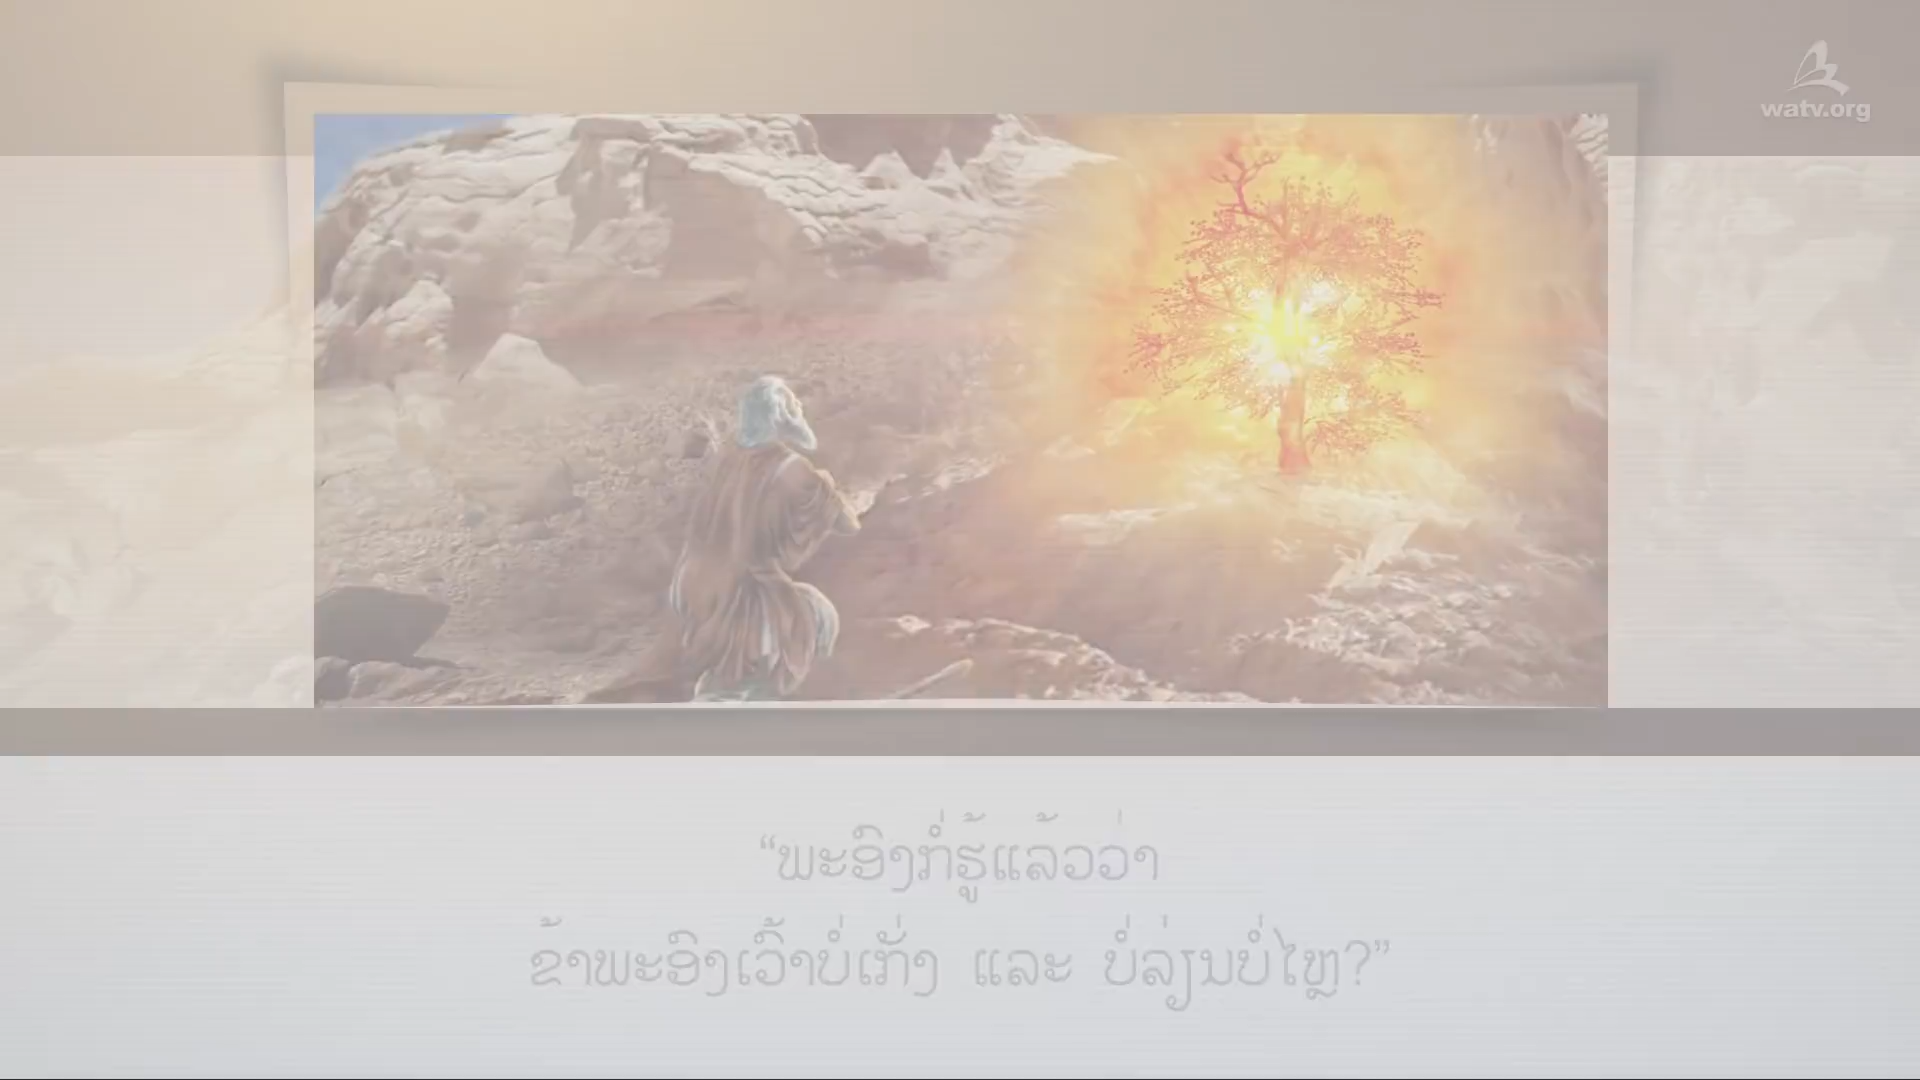 watv.org
“ພະອົງກໍ່ຮູ້ແລ້ວວ່າ
ຂ້າພະອົງເວົ້າບໍ່ເກັ່ງ ແລະ ບໍ່ລ່ຽນບໍ່ໄຫຼ?”